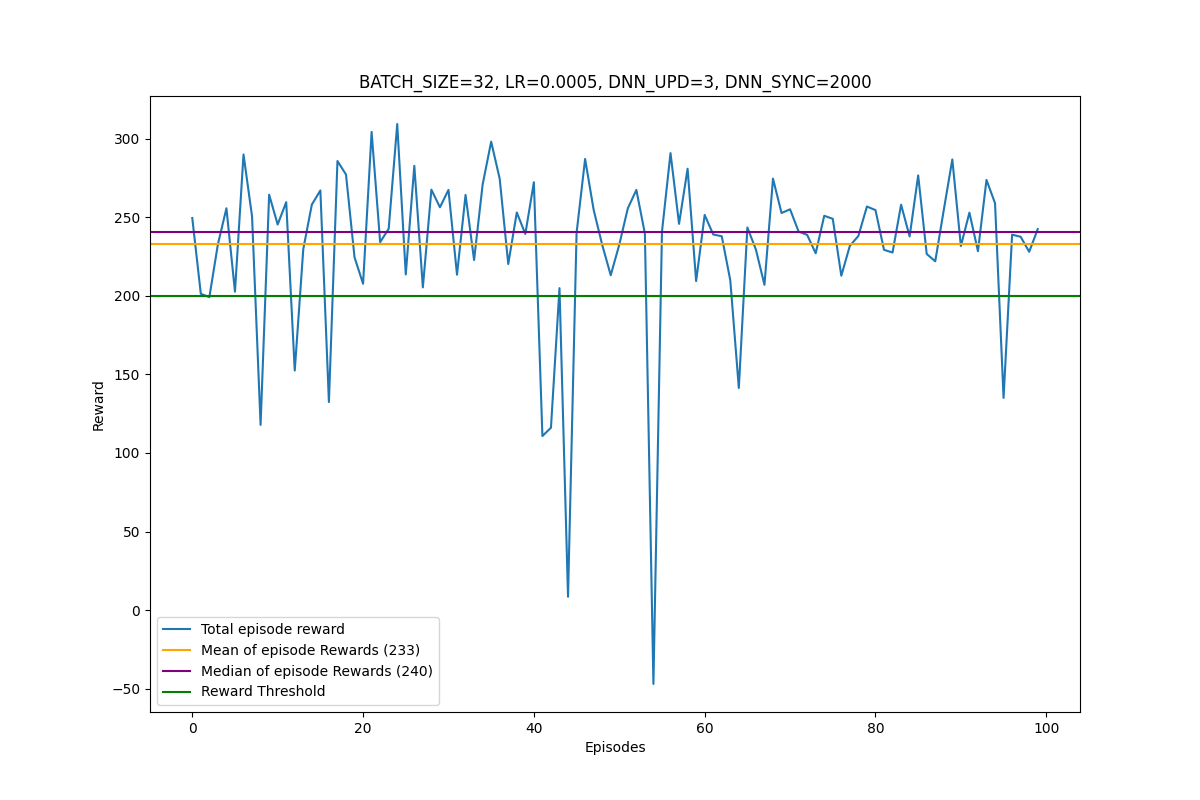 BATCH_SIZE=32, LR=0.0005, DNN_UPD=3, DNN_SYNC=2000
300
250
200
150
100
50
0
−50
Reward
Total episode reward
Mean of episode Rewards (233)
Median of episode Rewards (240)
Reward Threshold
0 20 40 60 80 100
Episodes